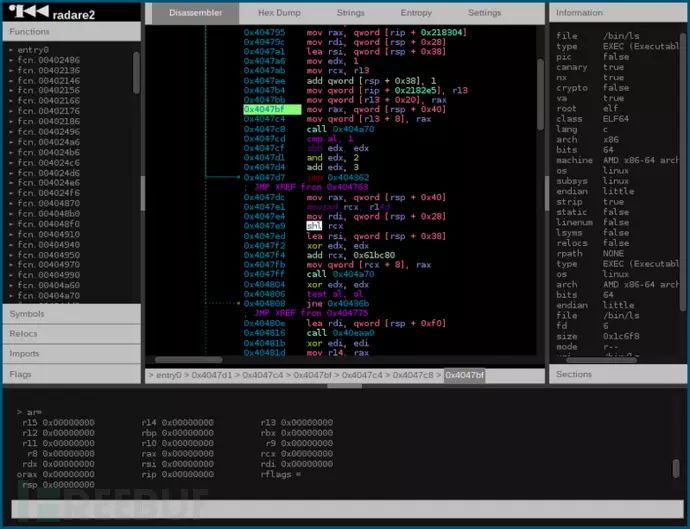 radare2
Functions
► entry0
► fcn.00402486
► fcn.00402136
► fcn.00402146
► fcn.00402156
► fcn.00402166
► fcn.00402176
► fcn.00402186
► fcn.00402496
► fcn.004024a6
► fcn.004024b6
► fcn.004024c6
► fcn.004024d6
► fcn.004024e6
► fcn.004024f6
► fcn.00404870
► fcn.004048b0
► fcn.004048f0
► fcn.00404910
► fcn.00404940
► fcn.00404950
► fcn.00404970
► fcn.00404990
► fcn.00404a60
► fcn.00404a70
Symbols
Relocs
Imports
Flags
Disassembler Hex Dump Strings Entropy Settings
0x404795 mov rax, qword [rip + 0x218304]
0x40479c mov rdi, qword [rsp + 0x28]
0x4047a1 lea rsi, qword [rsp + 0x38]
0x4047a6 mov edx, 1
0x4047ab mov rcx, r13
0x4047ae add qword [rsp + 0x38], 1
0x4047b4 mov qword [rip + 0x2182e5], r13
0x4047bb mov qword [r13 + 0x20], rax
0x4047bf mov rax, qword [rsp + 0x40]
0x4047c4 mov qword [r13 + 8], rax
0x4047c8 call 0x404a70
0x4047cd cmp al, 1
0x4047cf sbb edx, edx
0x4047d1 and edx, 2
0x4047d4 add edx, 3
0x4047d7 jmp 0x404362
; JMP XREF from 0x404763
0x4047dc mov rax, qword [rsp + 0x40]
0x4047e1 movsxd rcx, r14d
0x4047e4 mov rdi, qword [rsp + 0x28]
0x4047e9 shl rcx
0x4047ed lea rsi, qword [rsp + 0x38]
0x4047f2 xor edx, edx
0x4047f4 add rcx, 0x61bc80
0x4047fb mov qword [rcx + 8], rax
0x4047ff call 0x404a70
0x404804 xor edx, edx
0x404806 test al, al
0x404808 jne 0x40436b
; JMP XREF from 0x404775
0x40480e lea rdi, qword [rsp + 0xf0]
0x404816 call 0x40eaa0
0x40481b xor edi, edi
0x40481d mov r14, rax
> entry0 > 0x4047d1 > 0x4047c4 > 0x4047bf > 0x4047c4 > 0x4047c8 > 0x4047bf
Information
file /bin/ls
type EXEC (Executabl
pic false
canary true
nx true
crypto false
va true
root elf
class ELF64
lang c
arch x86
bits 64
machine AMD x86-64 arch
os linux
subsys linux
endian little
strip true
static false
linenum false
lsyms false
relocs false
rpath NONE
type EXEC (Executabl
os linux
arch AMD x86-64 arch
bits 64
endian little
file /bin/ls
fd 6
size 0x1c6f8
mode r--
Sections
> ar=
r15 0x00000000 r14 0x00000000 r13 0x00000000
r12 0x00000000 rbp 0x00000000 rbx 0x00000000
r11 0x00000000 r10 0x00000000 r9 0x00000000
r8 0x00000000 rax 0x00000000 rcx 0x00000000
rdx 0x00000000 rsi 0x00000000 rdi 0x00000000
orax 0x00000000 rip 0x00000000 rflags =
rsp 0x00000000
REEBUF